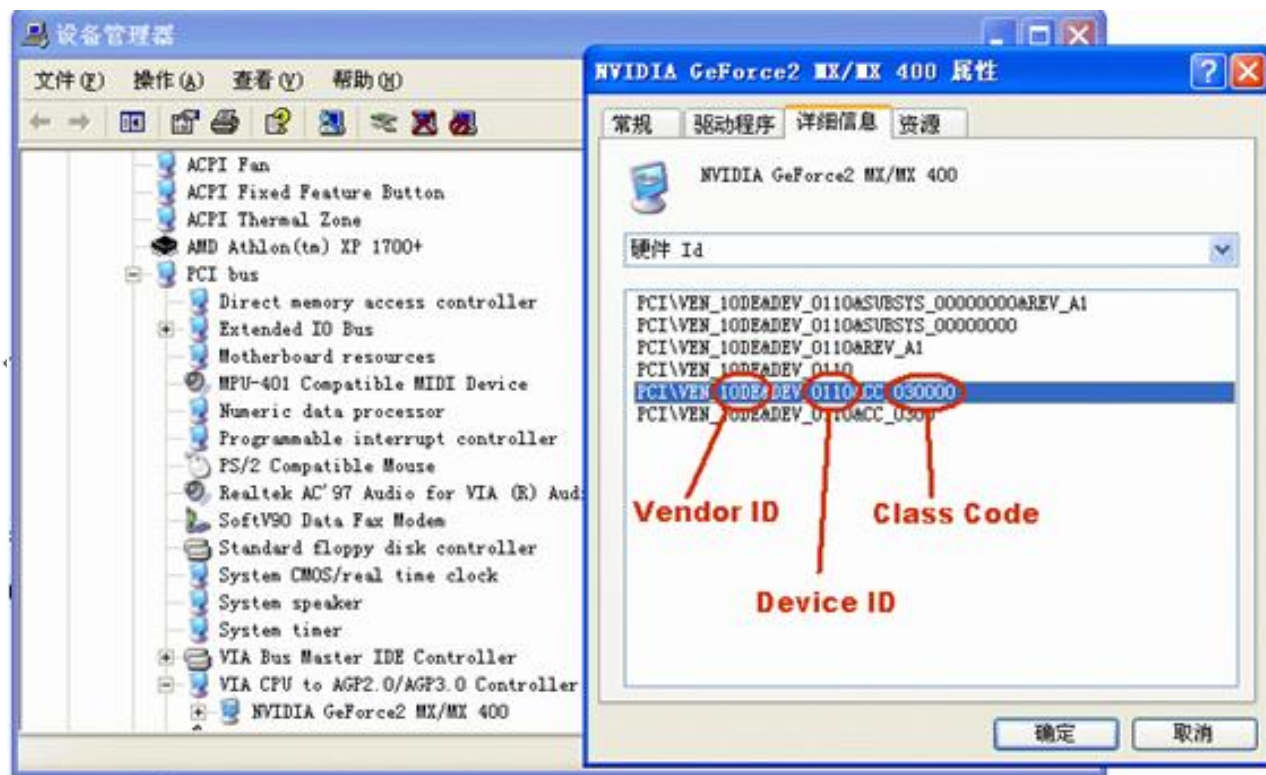 设备管理器
文件(F) 操作(A) 查看(V) 帮助(H)
ACPI Fan
ACPI Fixed Feature Button
ACPI Thermal Zone
AMD Athlon(tm) XP 1700+
PCI bus
Direct memory access controller
Extended IO Bus
Motherboard resources
MPU-401 Compatible MIDI Device
Numeric data processor
Programmable interrupt controller
PS/2 Compatible Mouse
Realtek AC'97 Audio for VIA (R) Aud
SoftV90 Data Fax Modem
Standard floppy disk controller
System CMOS/real time clock
System speaker
System timer
VIA Bus Master IDE Controller
VIA CPU to AGP2.0/AGP3.0 Controller
NVIDIA GeForce2 MX/MX 400
NVIDIA GeForce2 MX/MX 400 属性
常规 驱动程序 详细信息 资源
NVIDIA GeForce2 MX/MX 400
硬件 Id
PCI\VEN_10DE&DEV_0110&SUBSYS_00000000&REV_A1
PCI\VEN_10DE&DEV_0110&SUBSYS_00000000
PCI\VEN_10DE&DEV_0110&REV_A1
PCI\VEN_10DE&DEV_0110
PCI\VEN_10DE&DEV_0110&CC_030000
PCI\VEN_10DE&DEV_0110&CC_0300
Vendor ID
Class Code
Device ID
确定 取消